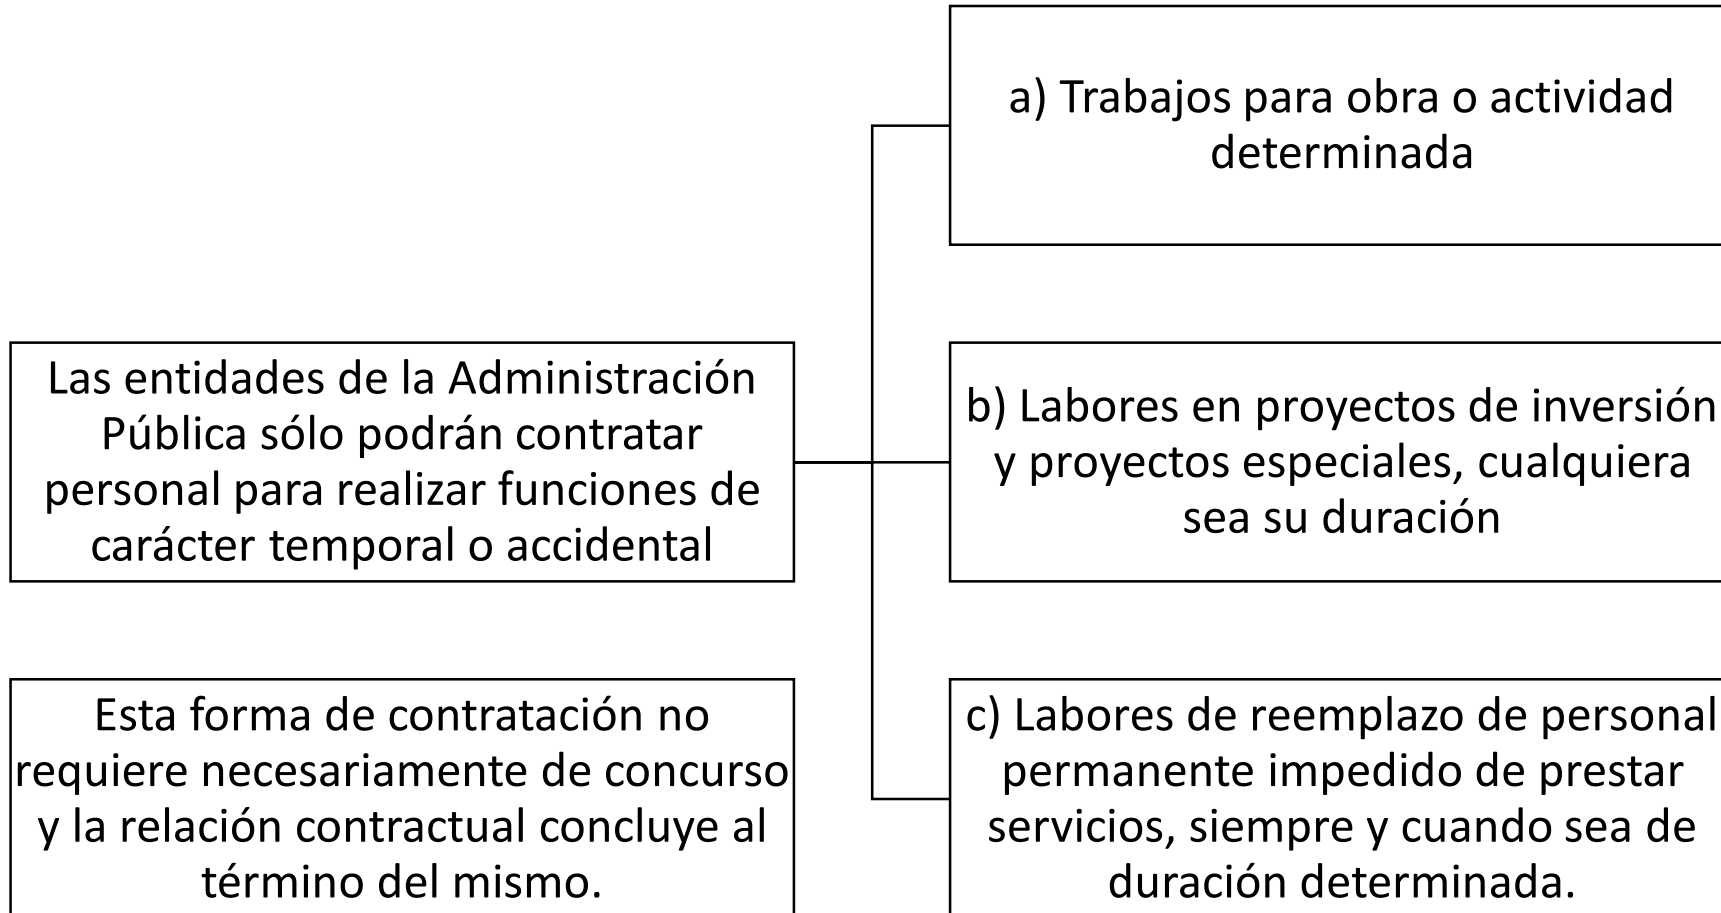 Las entidades de la Administración
Pública sólo podrán contratar
personal para realizar funciones de
carácter temporal o accidental
a) Trabajos para obra o actividad
determinada
b) Labores en proyectos de inversión
y proyectos especiales, cualquiera
sea su duración
c) Labores de reemplazo de personal
permanente impedido de prestar
servicios, siempre y cuando sea de
duración determinada.
Esta forma de contratación no
requiere necesariamente de concurso
y la relación contractual concluye al
término del mismo.